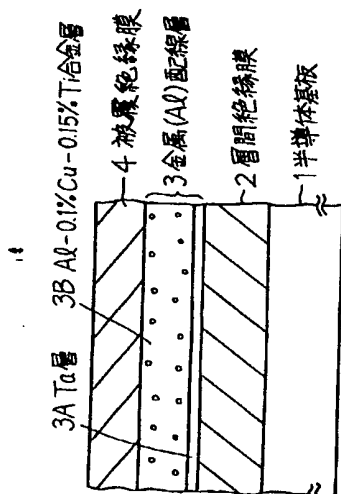 3A Ta層
3B Al-0.1%Cu-0.15%Ti合金層
4 被覆絶縁膜
3 金属(Al)配線層
2 層間絶縁膜
1 半導体基板